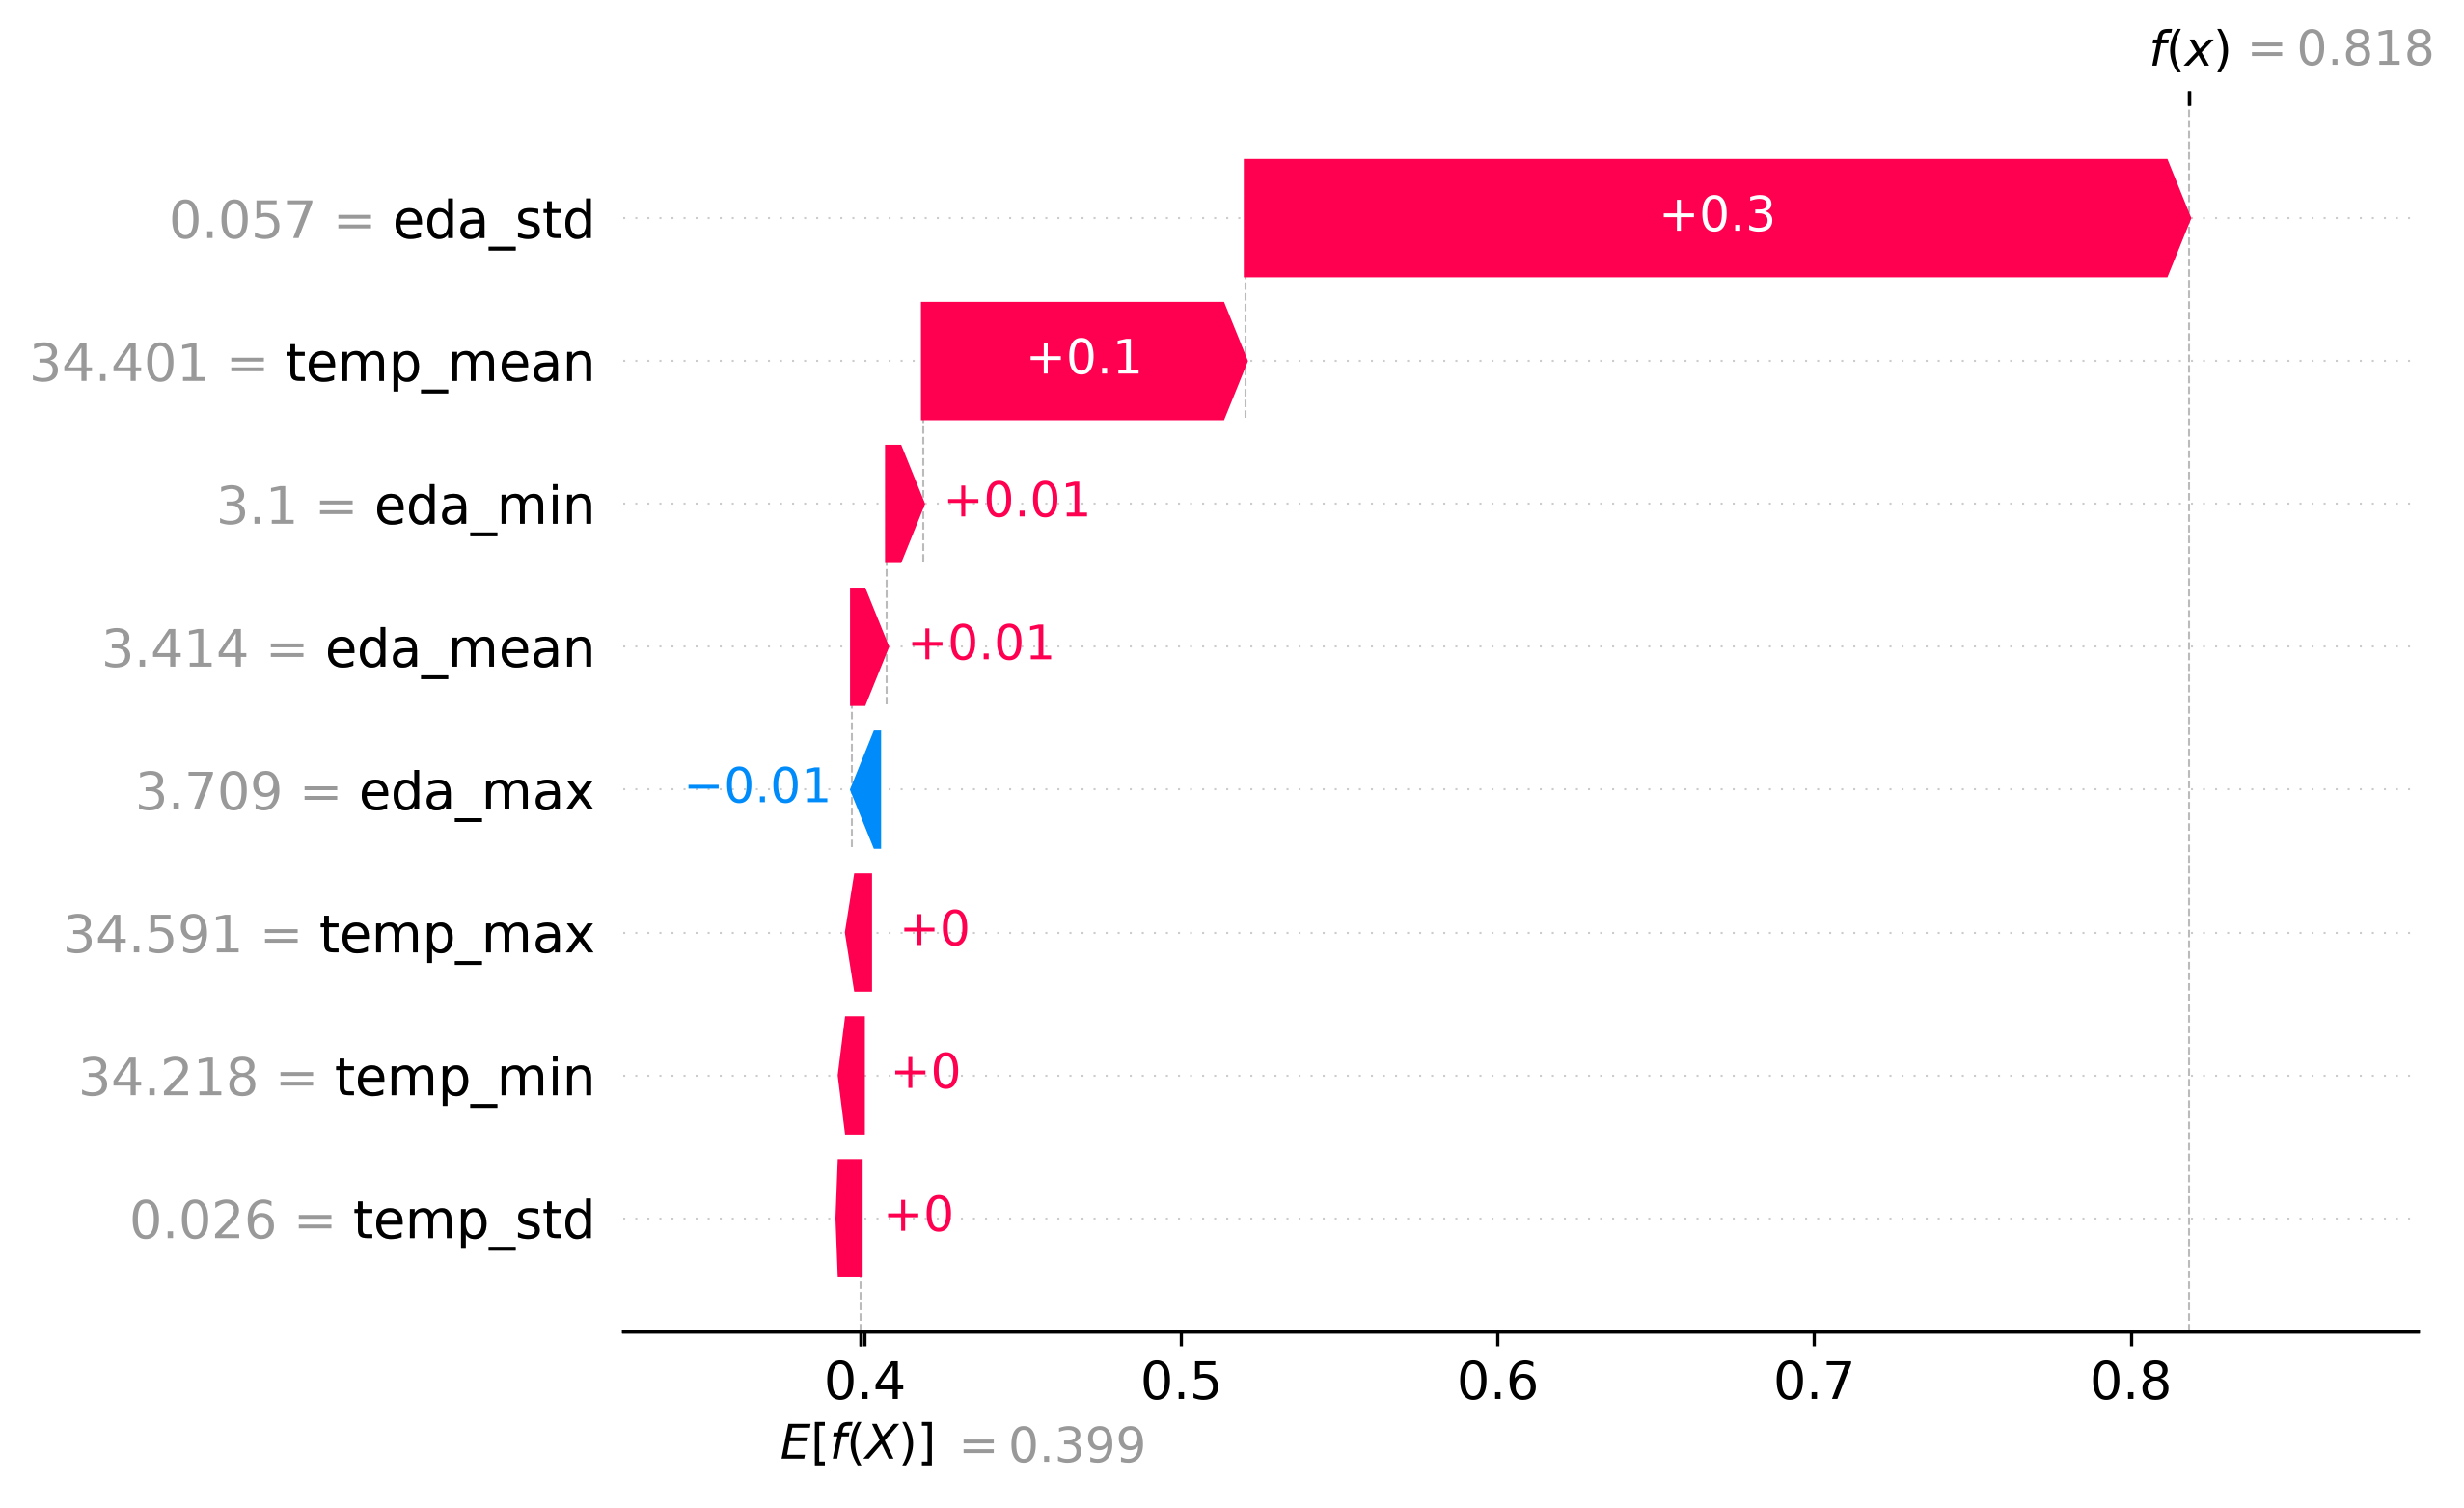 f(x) = 0.818
0.057 = eda_std +0.3
34.401 = temp_mean +0.1
3.1 = eda_min +0.01
3.414 = eda_mean +0.01
3.709 = eda_max −0.01
34.591 = temp_max +0
34.218 = temp_min +0
0.026 = temp_std +0
0.4 0.5 0.6 0.7 0.8
E[f(X)] = 0.399